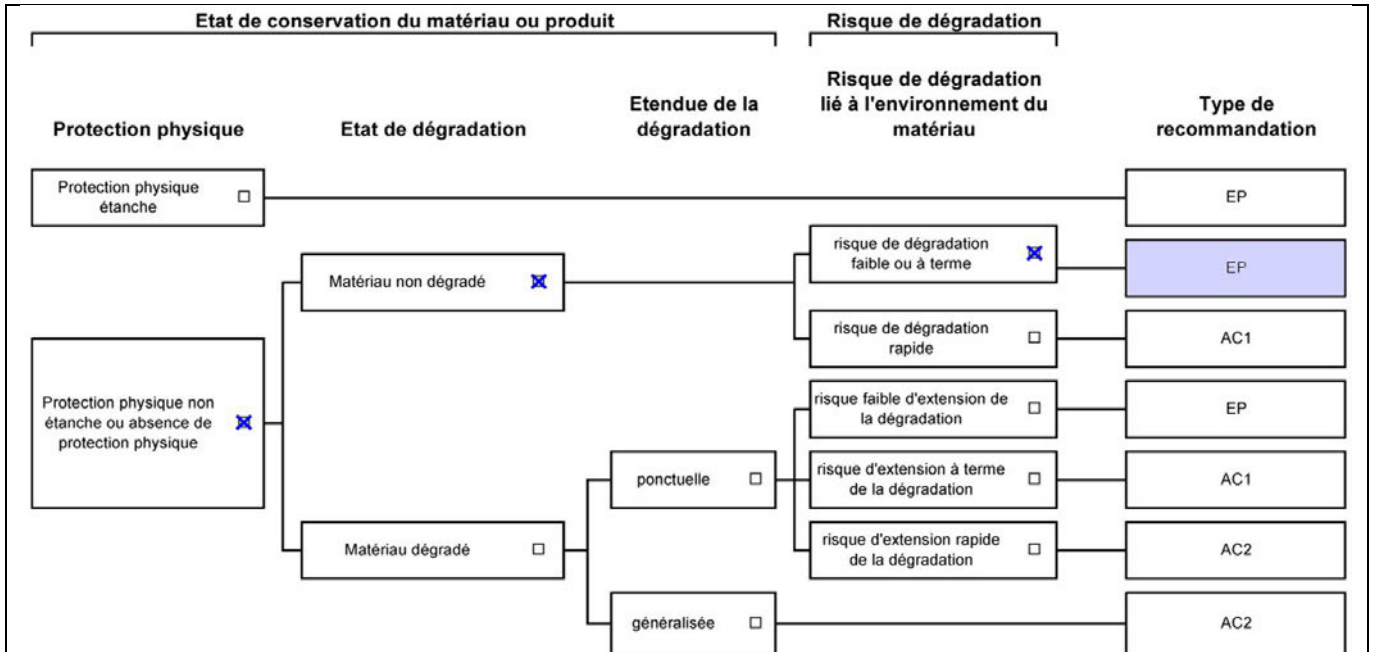 Etat de conservation du matériau ou produit
Risque de dégradation
Protection physique
Etat de dégradation
Etendue de la
dégradation
Risque de dégradation
lié à l'environnement du
matériau
Type de
recommandation
Protection physique
étanche
EP
risque de dégradation
faible ou à terme
EP
Matériau non dégradé
risque de dégradation
rapide
AC1
Protection physique non
étanche ou absence de
protection physique
risque faible d'extension de
la dégradation
EP
ponctuelle
risque d'extension à terme
de la dégradation
AC1
Matériau dégradé
risque d'extension rapide
de la dégradation
AC2
généralisée
AC2